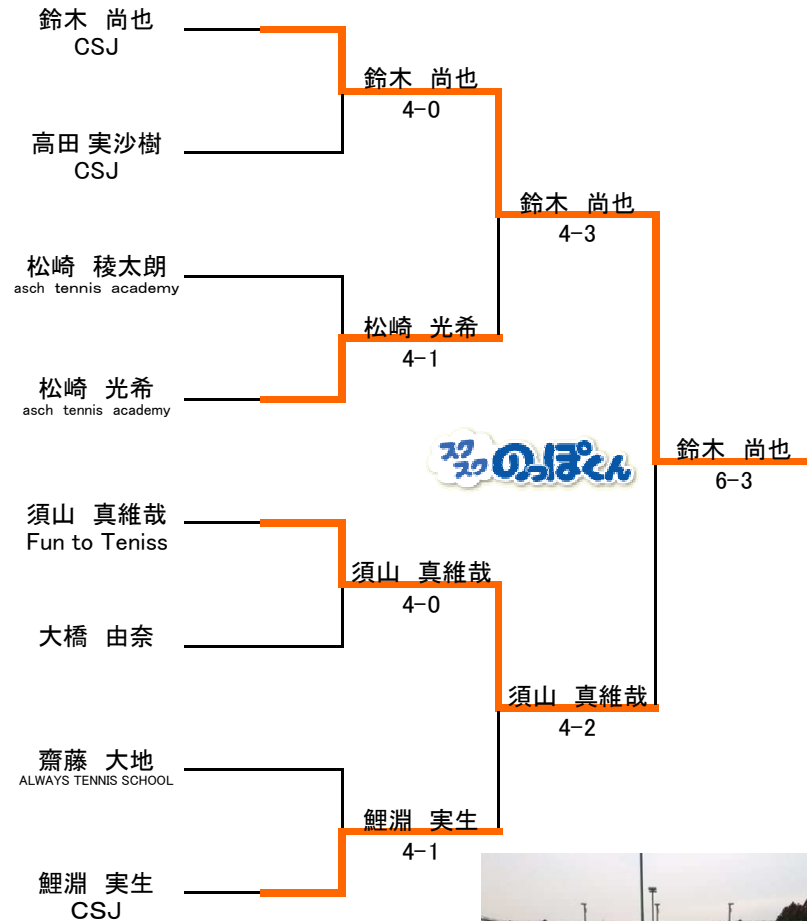 鈴木　尚也
CSJ
鈴木　尚也
4-0
高田 実沙樹
CSJ
鈴木　尚也
4-3
松崎　稜太朗
asch tennis academy
松崎　光希
4-1
松崎　光希
asch tennis academy
スクスク のっぽくん
鈴木　尚也
6-3
須山　真維哉
Fun to Teniss
須山　真維哉
4-0
大橋　由奈
須山　真維哉
4-2
齋藤　大地
ALWAYS TENNIS SCHOOL
鯉淵　実生
4-1
鯉淵　実生
CSJ